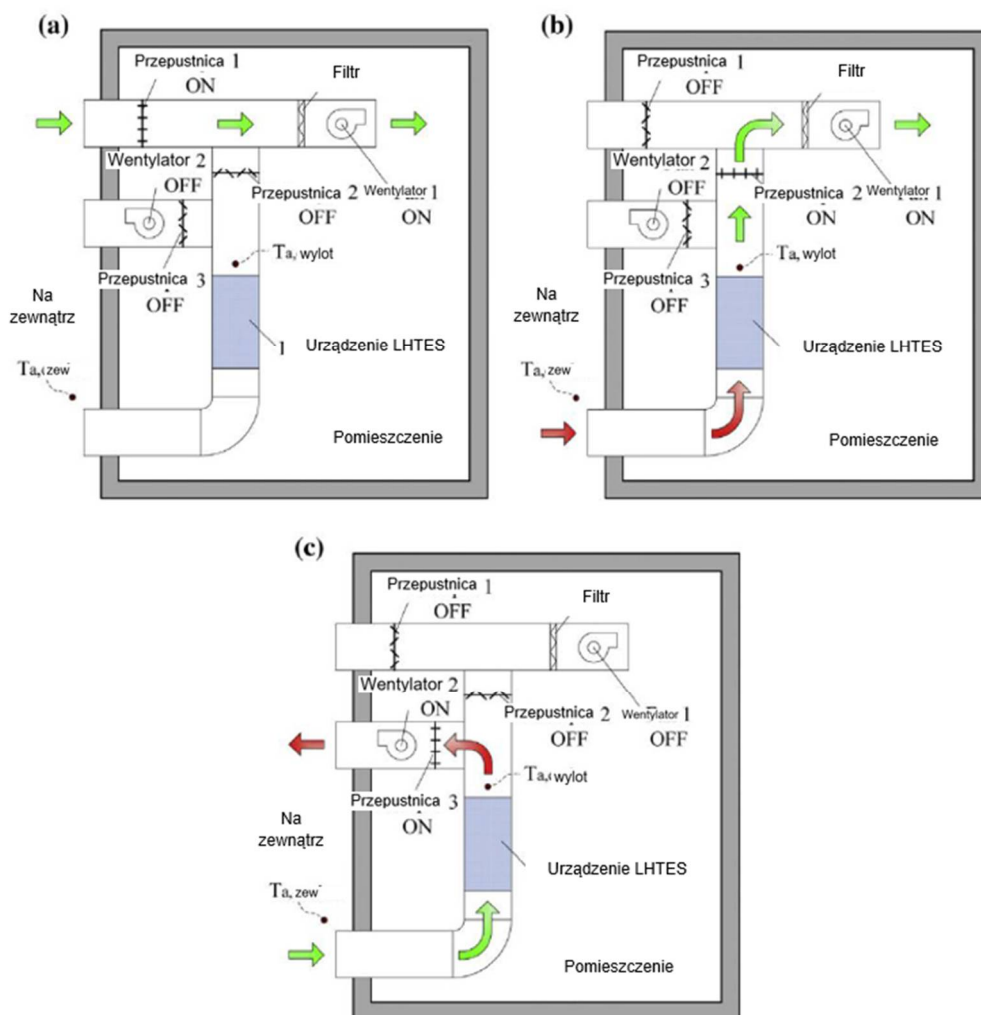 (a)
Przepustnica 1
ON
Filtr
Wentylator 2
OFF
Przepustnica 2
OFF
Wentylator 1
ON
Ta, wylot
Przepustnica 3
OFF
Na
zewnątrz
1
Urządzenie LHTES
Ta, zew
Pomieszczenie
(b)
Przepustnica 1
OFF
Filtr
Wentylator 2
OFF
Przepustnica 2
ON
Wentylator 1
ON
Ta, wylot
Przepustnica 3
OFF
Na
zewnątrz
Urządzenie LHTES
Ta, zew
Pomieszczenie
(c)
Przepustnica 1
OFF
Filtr
Wentylator 2
ON
Przepustnica 2
OFF
Wentylator 1
OFF
Ta, wylot
Przepustnica 3
ON
Na
zewnątrz
Urządzenie LHTES
Ta, zew
Pomieszczenie